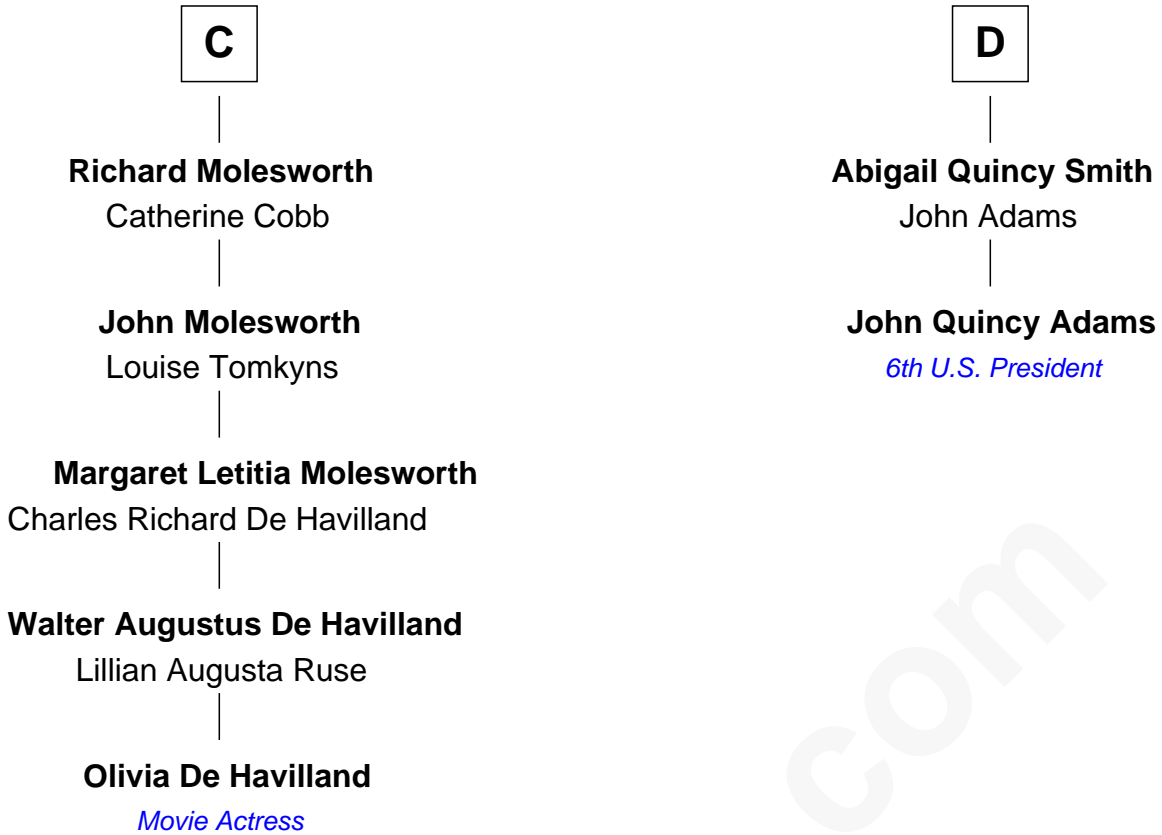 C
Richard Molesworth
Catherine Cobb
John Molesworth
Louise Tomkyns
Margaret Letitia Molesworth
Charles Richard De Havilland
Walter Augustus De Havilland
Lillian Augusta Ruse
Olivia De Havilland
Movie Actress
D
Abigail Quincy Smith
John Adams
John Quincy Adams
6th U.S. President
com